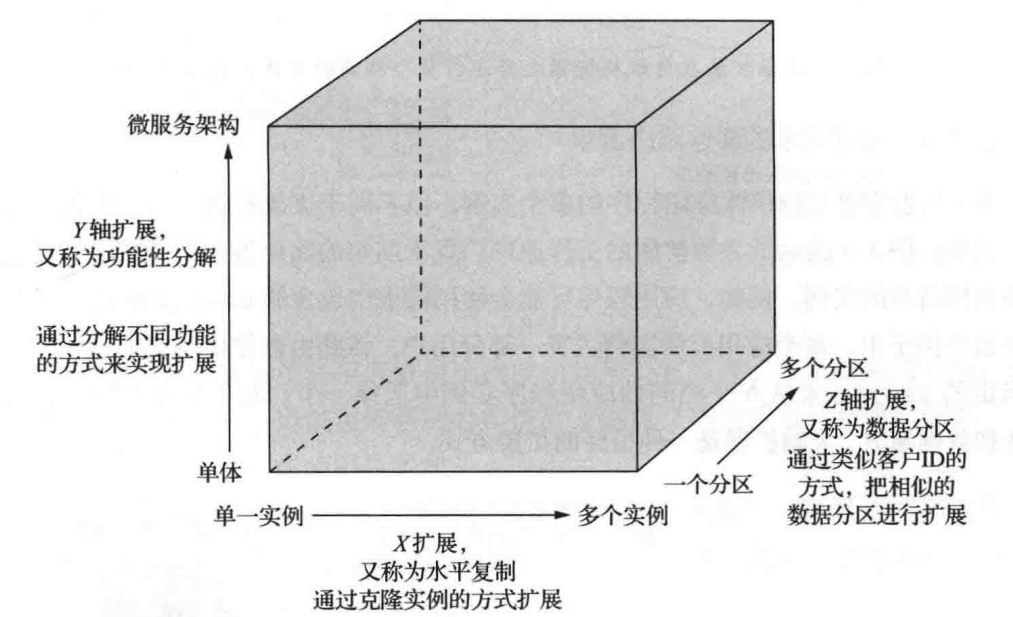 微服务架构
Y轴扩展，
又称为功能性分解
通过分解不同功能
的方式来实现扩展
单体
单一实例
多个实例
X扩展，
又称为水平复制
通过克隆实例的方式扩展
一个分区
多个分区
Z轴扩展，
又称为数据分区
通过类似客户ID的
方式，把相似的
数据分区进行扩展